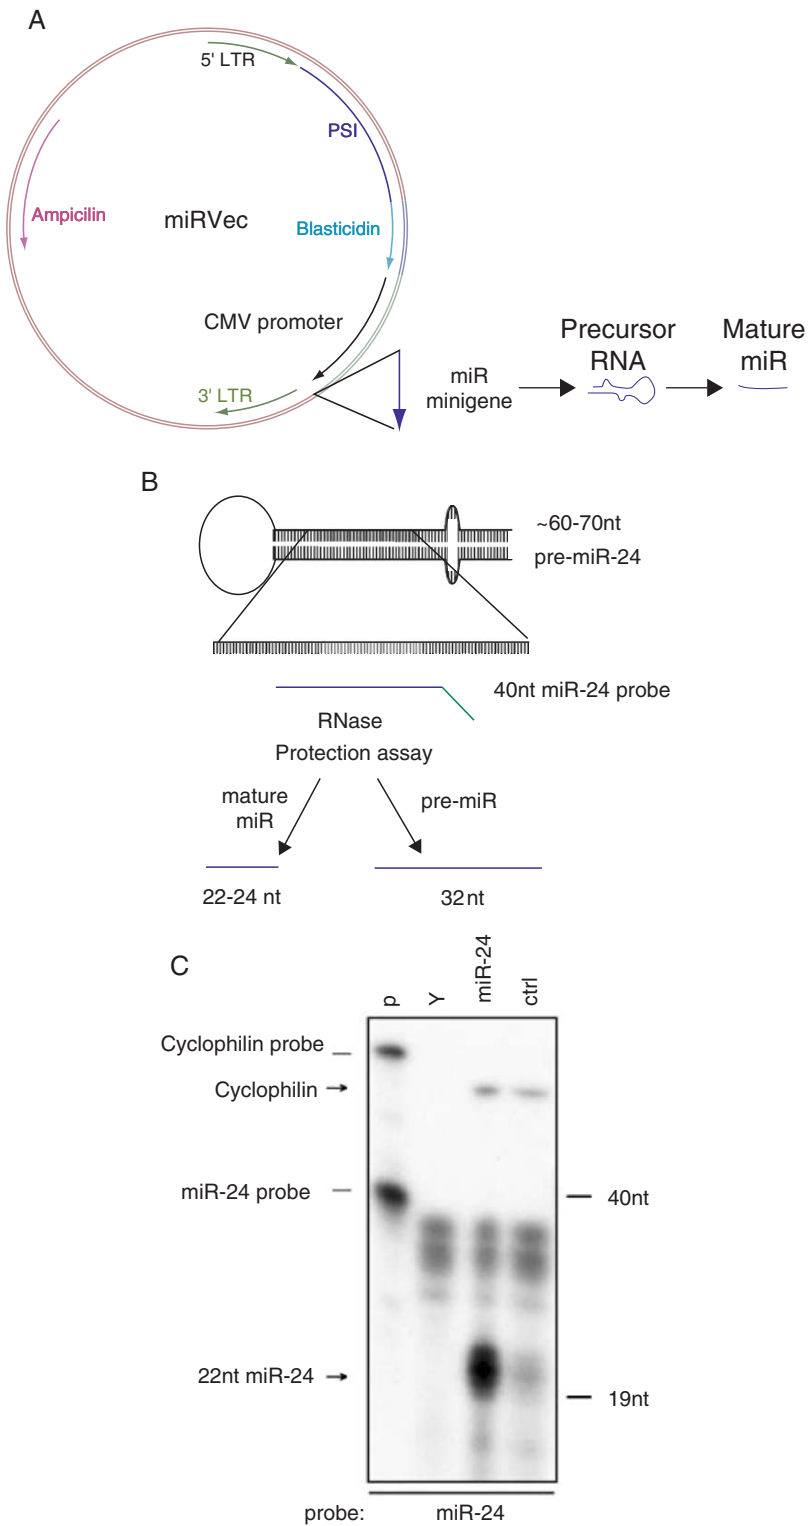 A
5' LTR
PSI
Ampicilin
miRVec
Blasticidin
CMV promoter
3' LTR
miR
minigene
Precursor
RNA
Mature
miR
B
~60-70nt
pre-miR-24
40nt miR-24 probe
RNase
Protection assay
mature
miR
pre-miR
22-24 nt
32nt
C
p
Y
miR-24
ctrl
Cyclophilin probe
Cyclophilin
miR-24 probe
40nt
22nt miR-24
19nt
probe:
miR-24